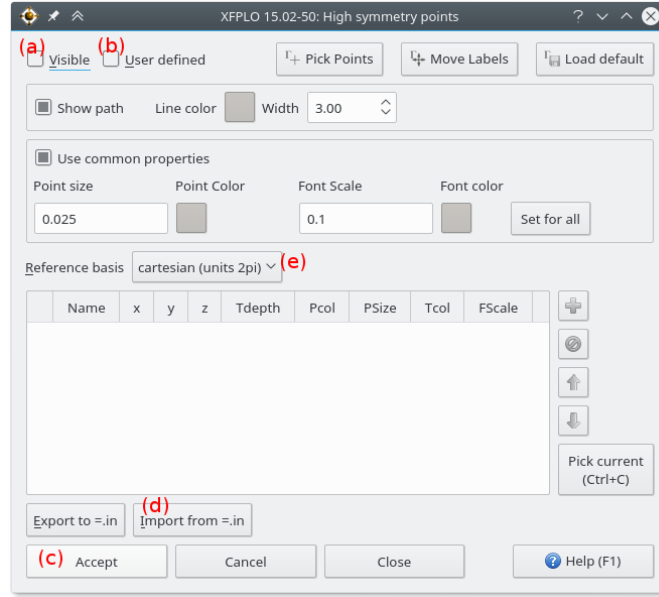 XFPLO 15.02-50: High symmetry points
(a) (b)
Visible User defined Pick Points Move Labels Load default
Show path Line color Width 3.00
Use common properties
Point size Point Color Font Scale Font color
0.025 0.1 Set for all
Reference basis cartesian (units 2pi) (e)
Name x y z Tdepth Pcol PSize Tcol FScale
Pick current
(Ctrl+C)
(d)
Export to =.in Import from =.in
(c) Accept Cancel Close Help (F1)